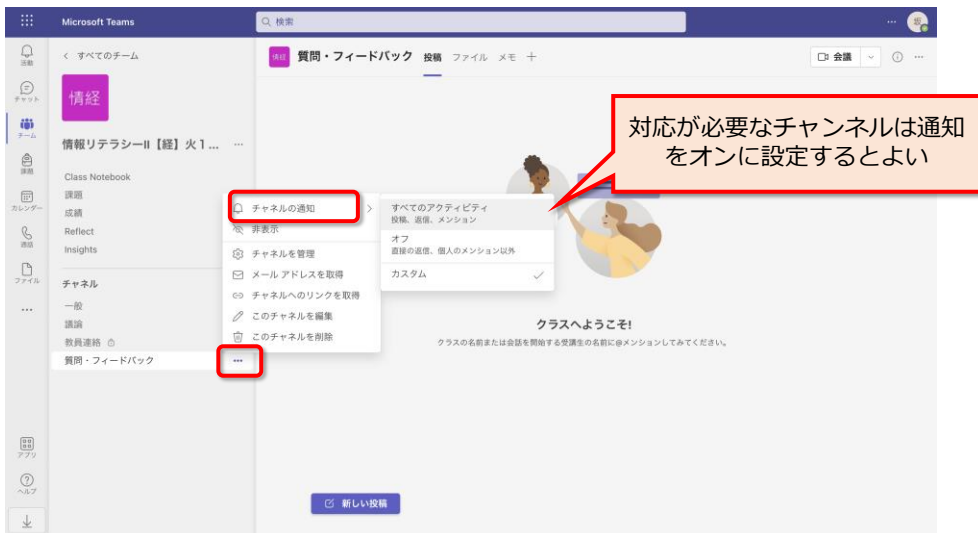 Microsoft Teams
検索
活動
チャット
チーム
課題
カレンダー
通話
ファイル
アプリ
ヘルプ
すべてのチーム
情経
情報リテラシーII【経】火1...
Class Notebook
課題
成績
Reflect
Insights
チャネル
一般
議論
教員連絡
質問・フィードバック
情経
質問・フィードバック 投稿 ファイル メモ
会議
チャネルの通知
非表示
チャネルを管理
メール アドレスを取得
チャネルへのリンクを取得
このチャネルを編集
このチャネルを削除
すべてのアクティビティ
投稿、返信、メンション
オフ
直接の返信、個人のメンション以外
カスタム
対応が必要なチャンネルは通知
をオンに設定するとよい
クラスへようこそ!
クラスの名前または会話を開始する受講生の名前に@メンションしてみてください。
新しい投稿